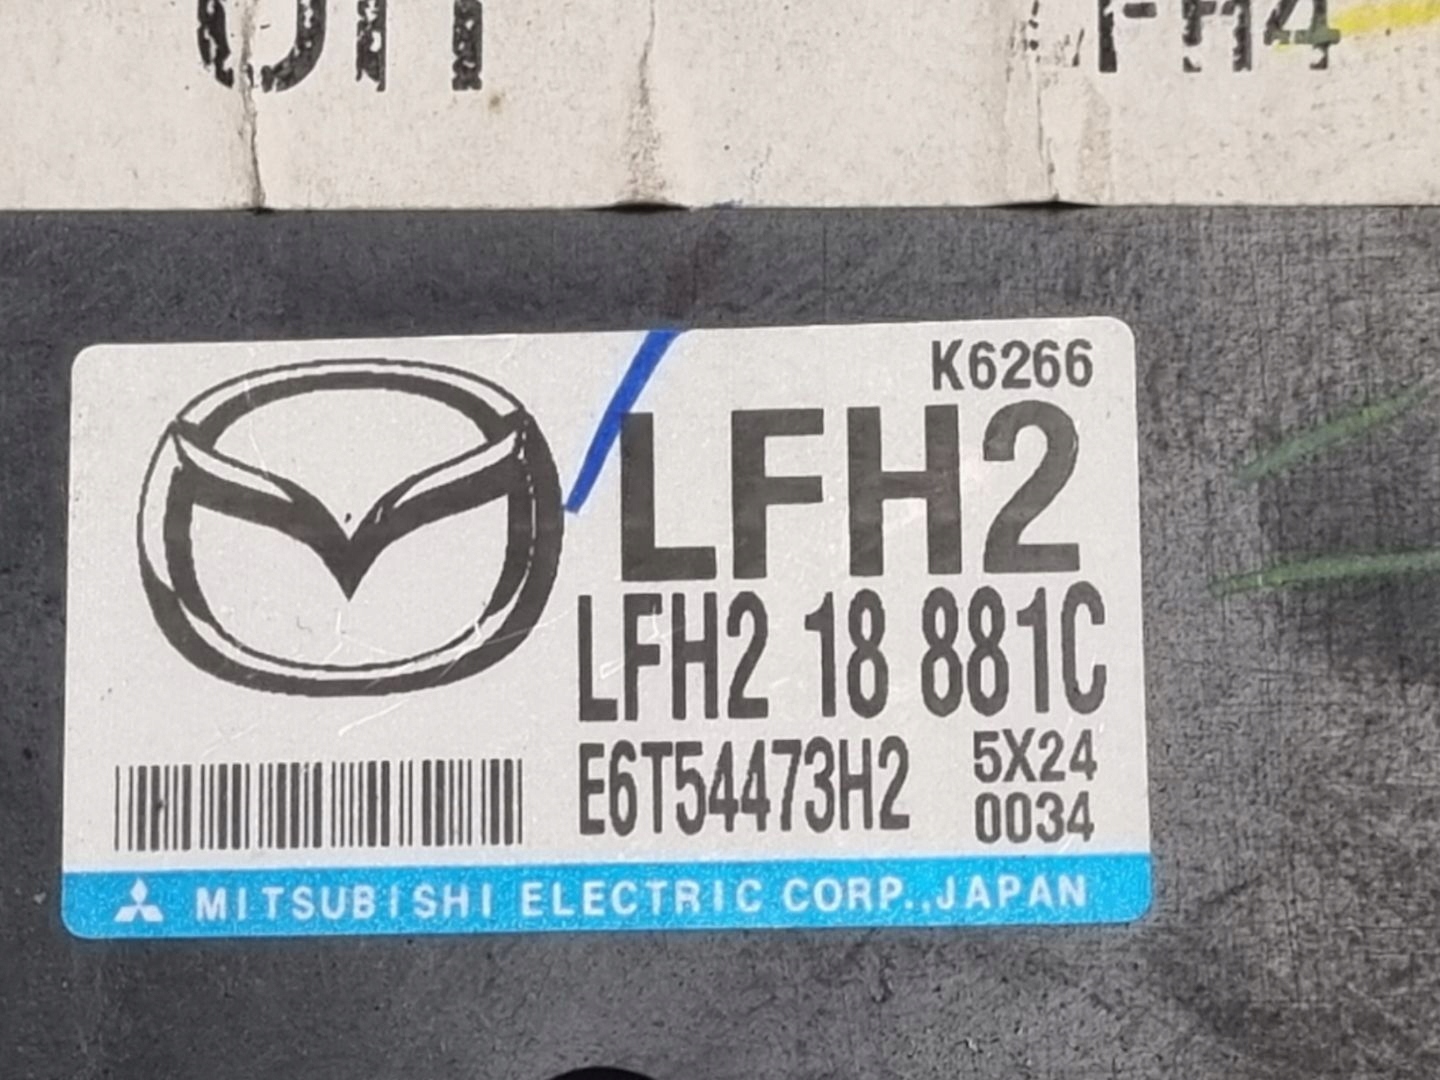 K6266
LFH2
LFH2 18 881C
E6T54473H2 5X24
0034
MITSUBISHI ELECTRIC CORP., JAPAN